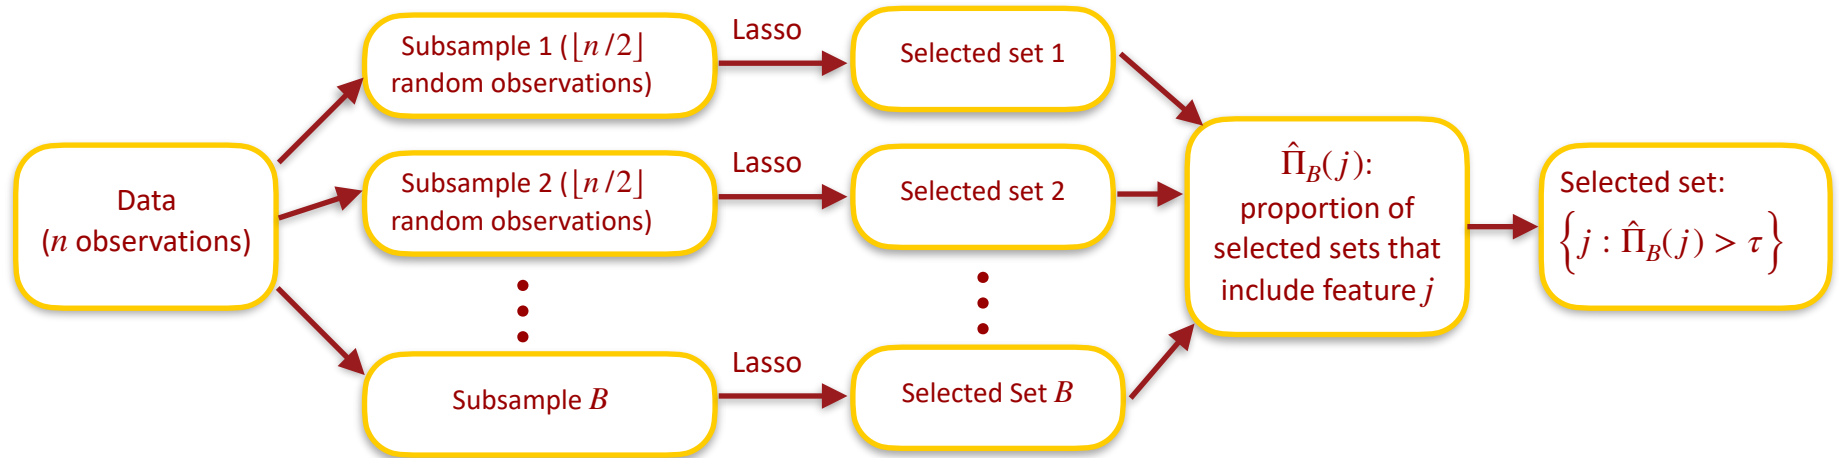 Data
(n observations)
Subsample 1 (⌊n/2⌋
random observations)
Lasso
Selected set 1
Subsample 2 (⌊n/2⌋
random observations)
Lasso
Selected set 2
Subsample B
Lasso
Selected Set B
Π̂_B(j):
proportion of
selected sets that
include feature j
Selected set:
{j : Π̂_B(j) > τ}